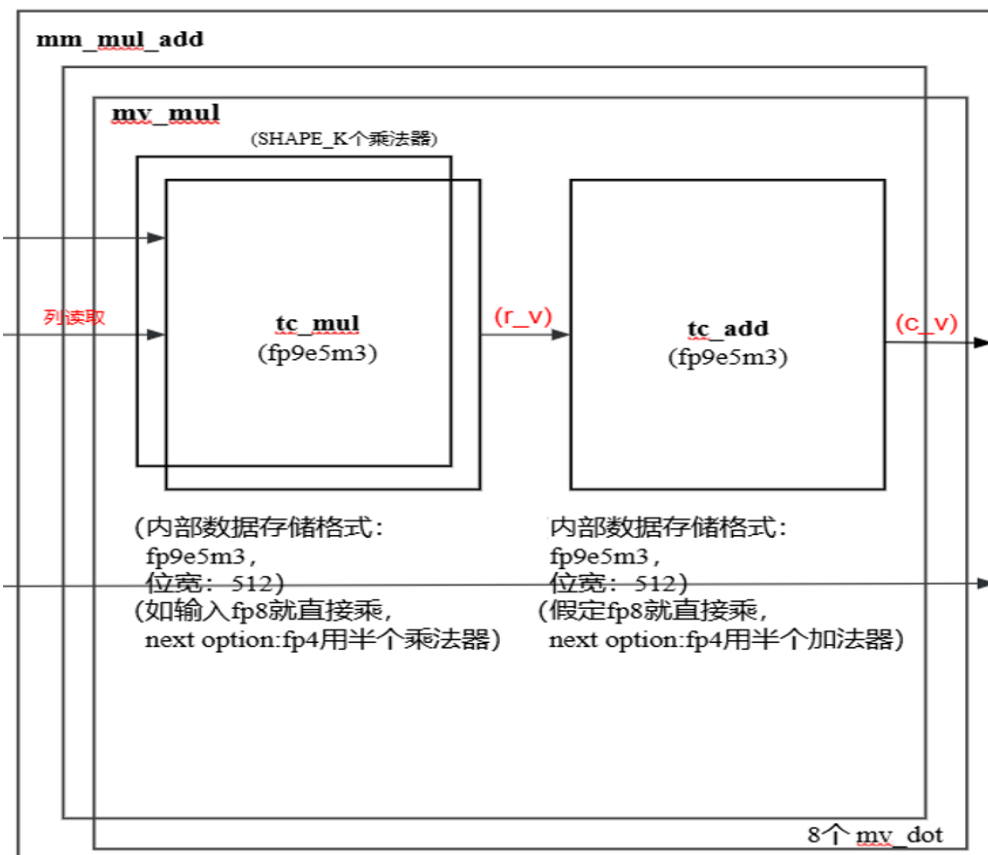 mm_mul_add
mv_mul
(SHAPE_K个乘法器)
列读取
tc_mul
(fp9e5m3)
(r_v)
tc_add
(fp9e5m3)
(c_v)
(内部数据存储格式：
fp9e5m3，
位宽：512)
(如输入fp8就直接乘，
next option:fp4用半个乘法器)
内部数据存储格式：
fp9e5m3，
位宽：512)
(假定fp8就直接乘，
next option:fp4用半个加法器)
8个 mv_dot